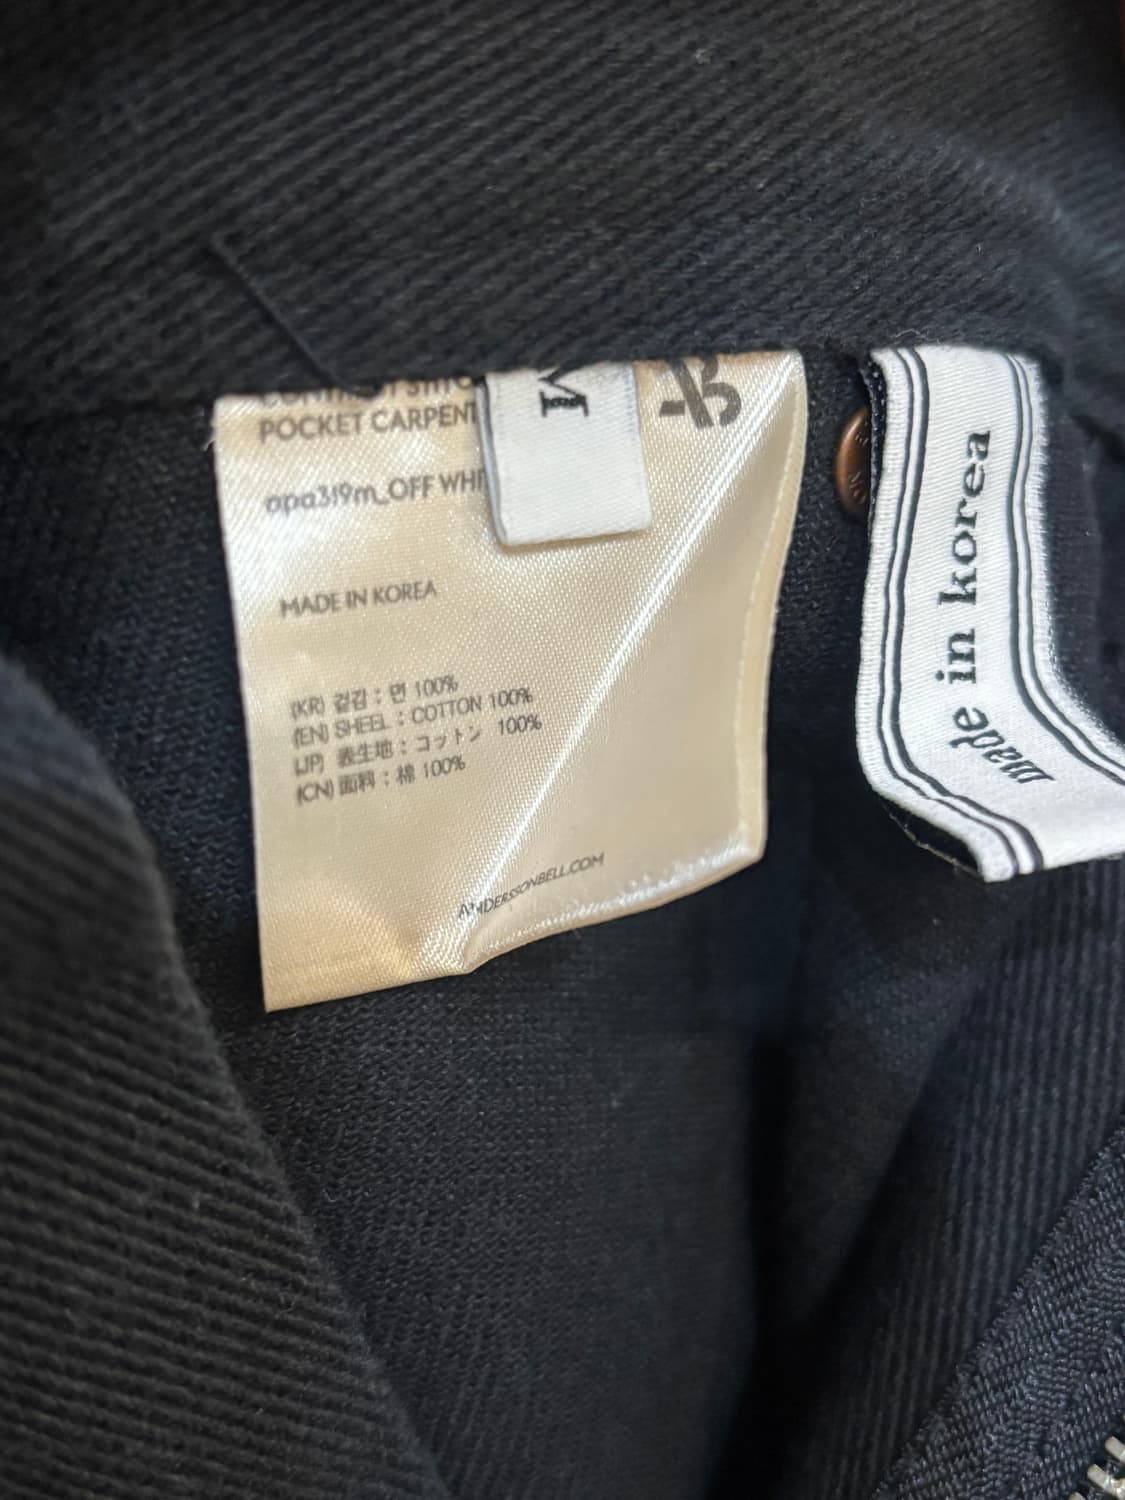 POCKET CARPENT
apa319m_OFF WHI
MADE IN KOREA
(KR) 겉감 : 면 100%
(EN) SHEEL : COTTON 100%
(JP) 表生地 : コットン 100%
(CN) 面料 : 棉 100%
ANDERSSONBELL.COM
M
made in korea